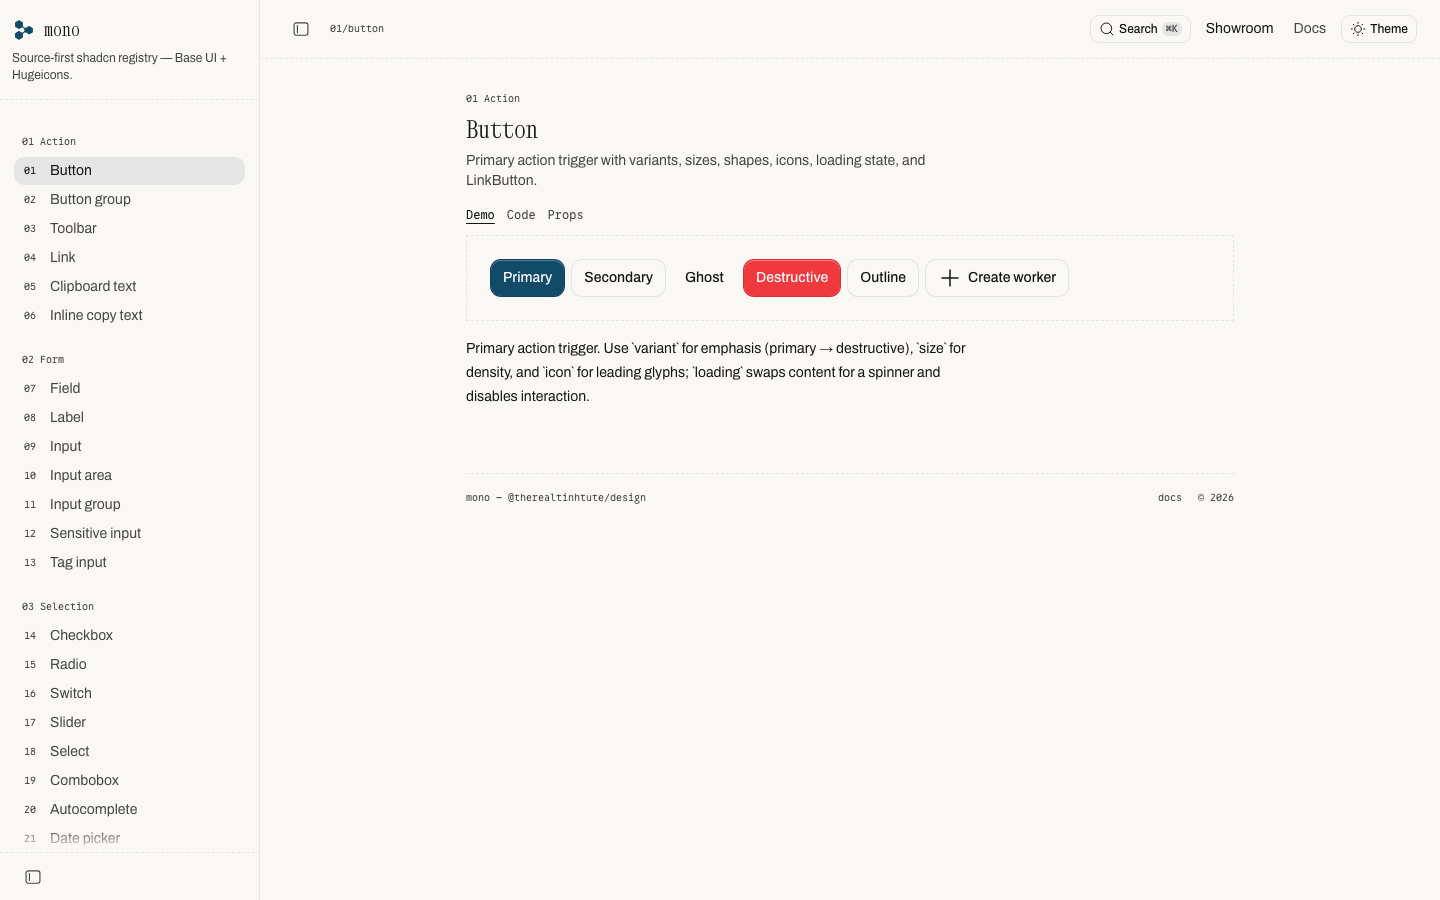 mono
Source-first shadcn registry — Base UI +
Hugeicons.
01 Action
01 Button
02 Button group
03 Toolbar
04 Link
05 Clipboard text
06 Inline copy text
02 Form
07 Field
08 Label
09 Input
10 Input area
11 Input group
12 Sensitive input
13 Tag input
03 Selection
14 Checkbox
15 Radio
16 Switch
17 Slider
18 Select
19 Combobox
20 Autocomplete
21 Date picker
01/button
Search ⌘K
Showroom
Docs
Theme
01 Action
Button
Primary action trigger with variants, sizes, shapes, icons, loading state, and
LinkButton.
Demo Code Props
Primary Secondary Ghost Destructive Outline Create worker
Primary action trigger. Use `variant` for emphasis (primary → destructive), `size` for
density, and `icon` for leading glyphs; `loading` swaps content for a spinner and
disables interaction.
mono — @therealtinhtute/design
docs © 2026